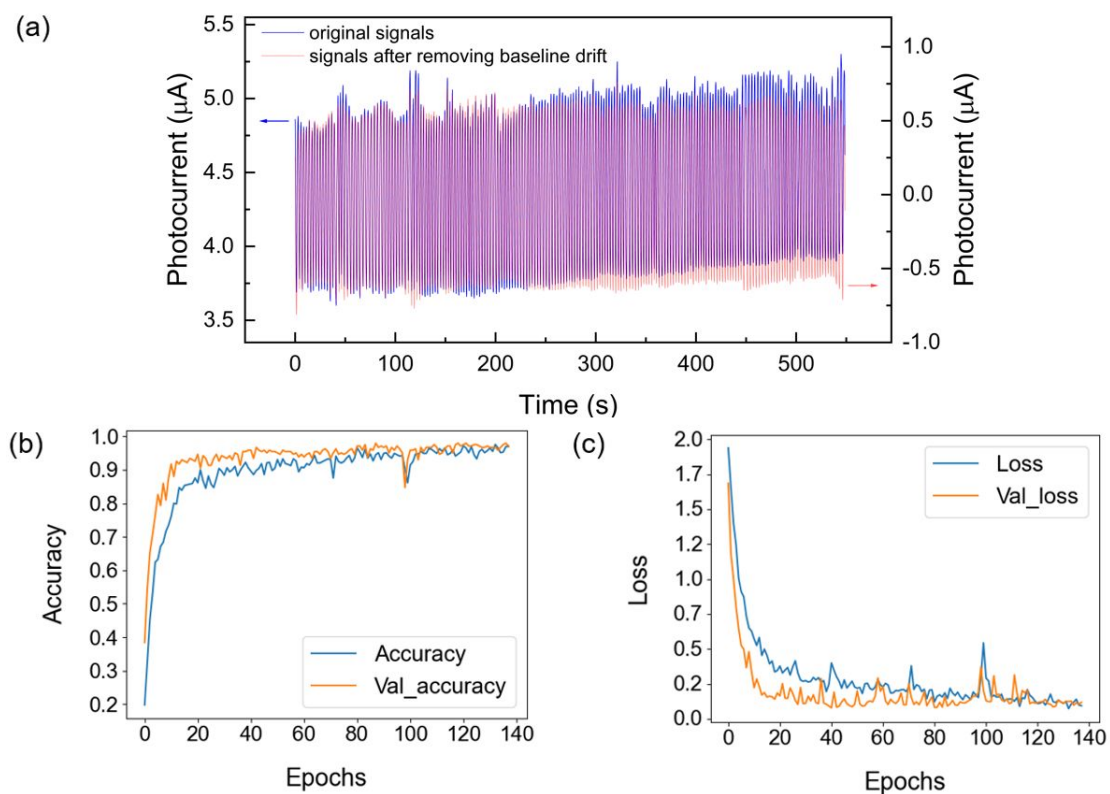 (a)
original signals
signals after removing baseline drift
5.5
5.0
4.5
4.0
3.5
Photocurrent (μA)
1.0
0.5
0.0
-0.5
-1.0
Photocurrent (μA)
0 100 200 300 400 500
Time (s)
(b)
1.0
0.9
0.8
0.7
0.6
0.5
0.4
0.3
0.2
Accuracy
Accuracy
Val_accuracy
0 20 40 60 80 100 120 140
Epochs
(c)
2.0
1.7
1.5
1.2
1.0
0.7
0.5
0.2
0.0
Loss
Loss
Val_loss
0 20 40 60 80 100 120 140
Epochs